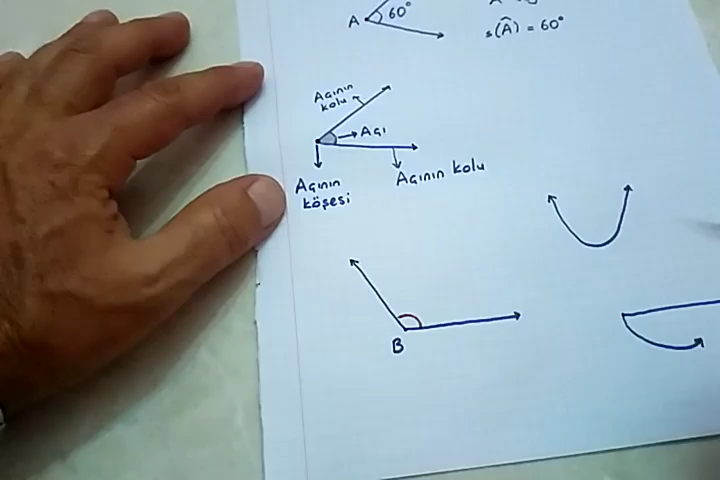 A 60°
s(Â) = 60°
Açının
kolu
Açı
Açının kolu
Açının
köşesi
B